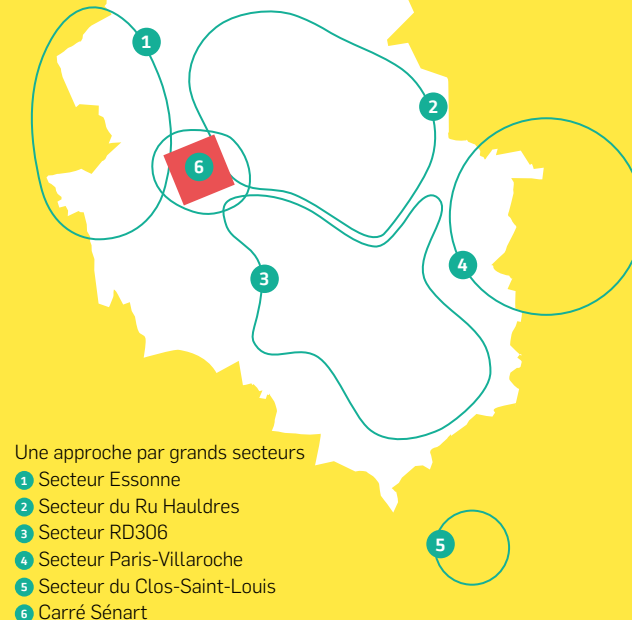 1
2
6
3
4
Une approche par grands secteurs
1 Secteur Essonne
2 Secteur du Ru Hauldres
3 Secteur RD306
4 Secteur Paris-Villaroche
5 Secteur du Clos-Saint-Louis
6 Carré Sénart
5